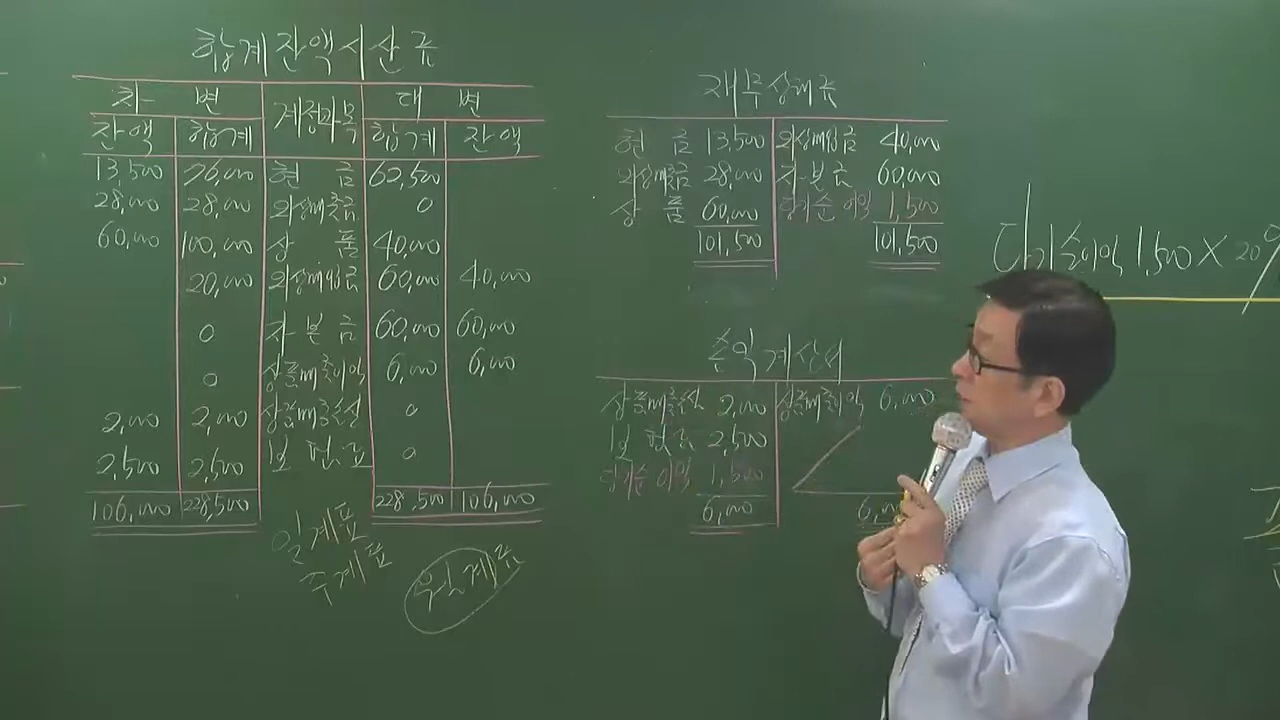 합계잔액시산표
차 변 계정과목 대 변
잔액 합계 합계 잔액
13,500 76,000 현 금 62,500
28,000 28,000 외상매출금 0
60,000 100,000 상 품 40,000
20,000 외상매입금 60,000 40,000
0 자 본 금 60,000 60,000
0 상품매출이익 6,000 6,000
2,000 2,000 상품매출손실 0
2,500 2,500 보 험 료 0
106,000 228,500 228,500 106,000
일계표
주계표
월계표
재무상태표
현 금 13,500 외상매입금 40,000
외상매출금 28,000 자본금 60,000
상 품 60,000 당기순이익 1,500
101,500 101,500
손익계산서
상품매출손실 2,000 상품매출이익 6,000
보 험 료 2,500
당기순이익 1,500
6,000
당기순이익 1,500 × 20%